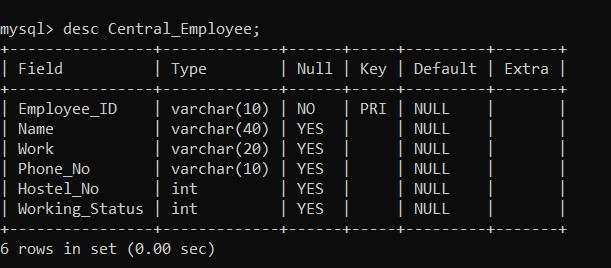 mysql> desc Central_Employee;
+----------------+-------------+------+-----+---------+-------+
| Field          | Type        | Null | Key | Default | Extra |
+----------------+-------------+------+-----+---------+-------+
| Employee_ID    | varchar(10) | NO   | PRI | NULL    |       |
| Name           | varchar(40) | YES  |     | NULL    |       |
| Work           | varchar(20) | YES  |     | NULL    |       |
| Phone_No       | varchar(10) | YES  |     | NULL    |       |
| Hostel_No      | int         | YES  |     | NULL    |       |
| Working_Status | int         | YES  |     | NULL    |       |
+----------------+-------------+------+-----+---------+-------+
6 rows in set (0.00 sec)